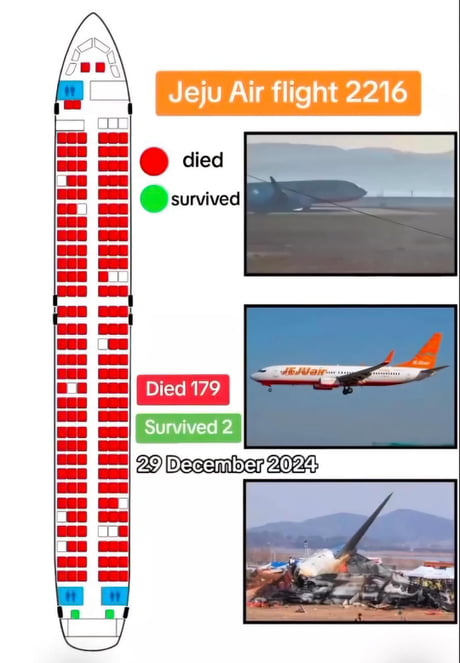 Jeju Air flight 2216
died
survived
JEJUair
Died 179
Survived 2
29 December 2024